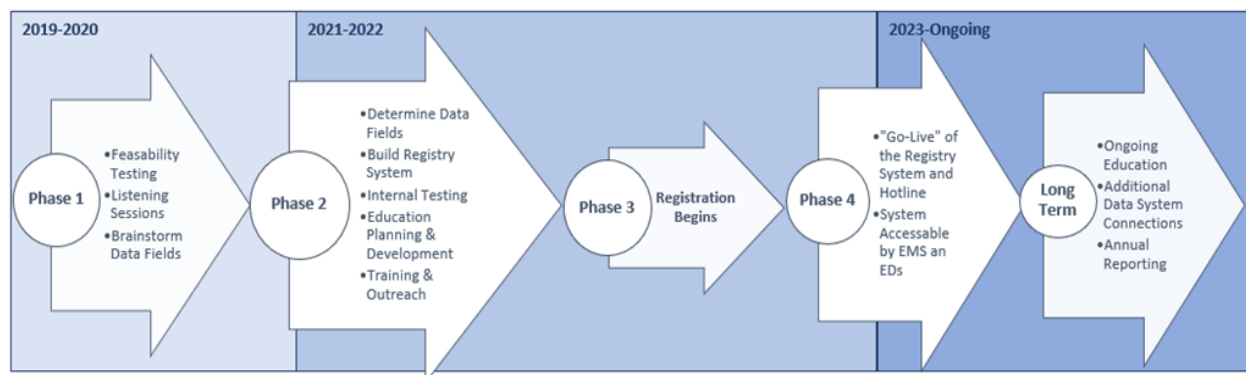 2019-2020
2021-2022
2023-Ongoing
Phase 1
•Feasability
Testing
•Listening
Sessions
•Brainstorm
Data Fields
Phase 2
•Determine Data
Fields
•Build Registry
System
•Internal Testing
•Education
Planning &
Development
•Training &
Outreach
Phase 3
Registration
Begins
Phase 4
•"Go-Live" of
the Registry
System and
Hotline
•System
Accessable
by EMS an
EDs
Long
Term
•Ongoing
Education
•Additional
Data System
Connections
•Annual
Reporting